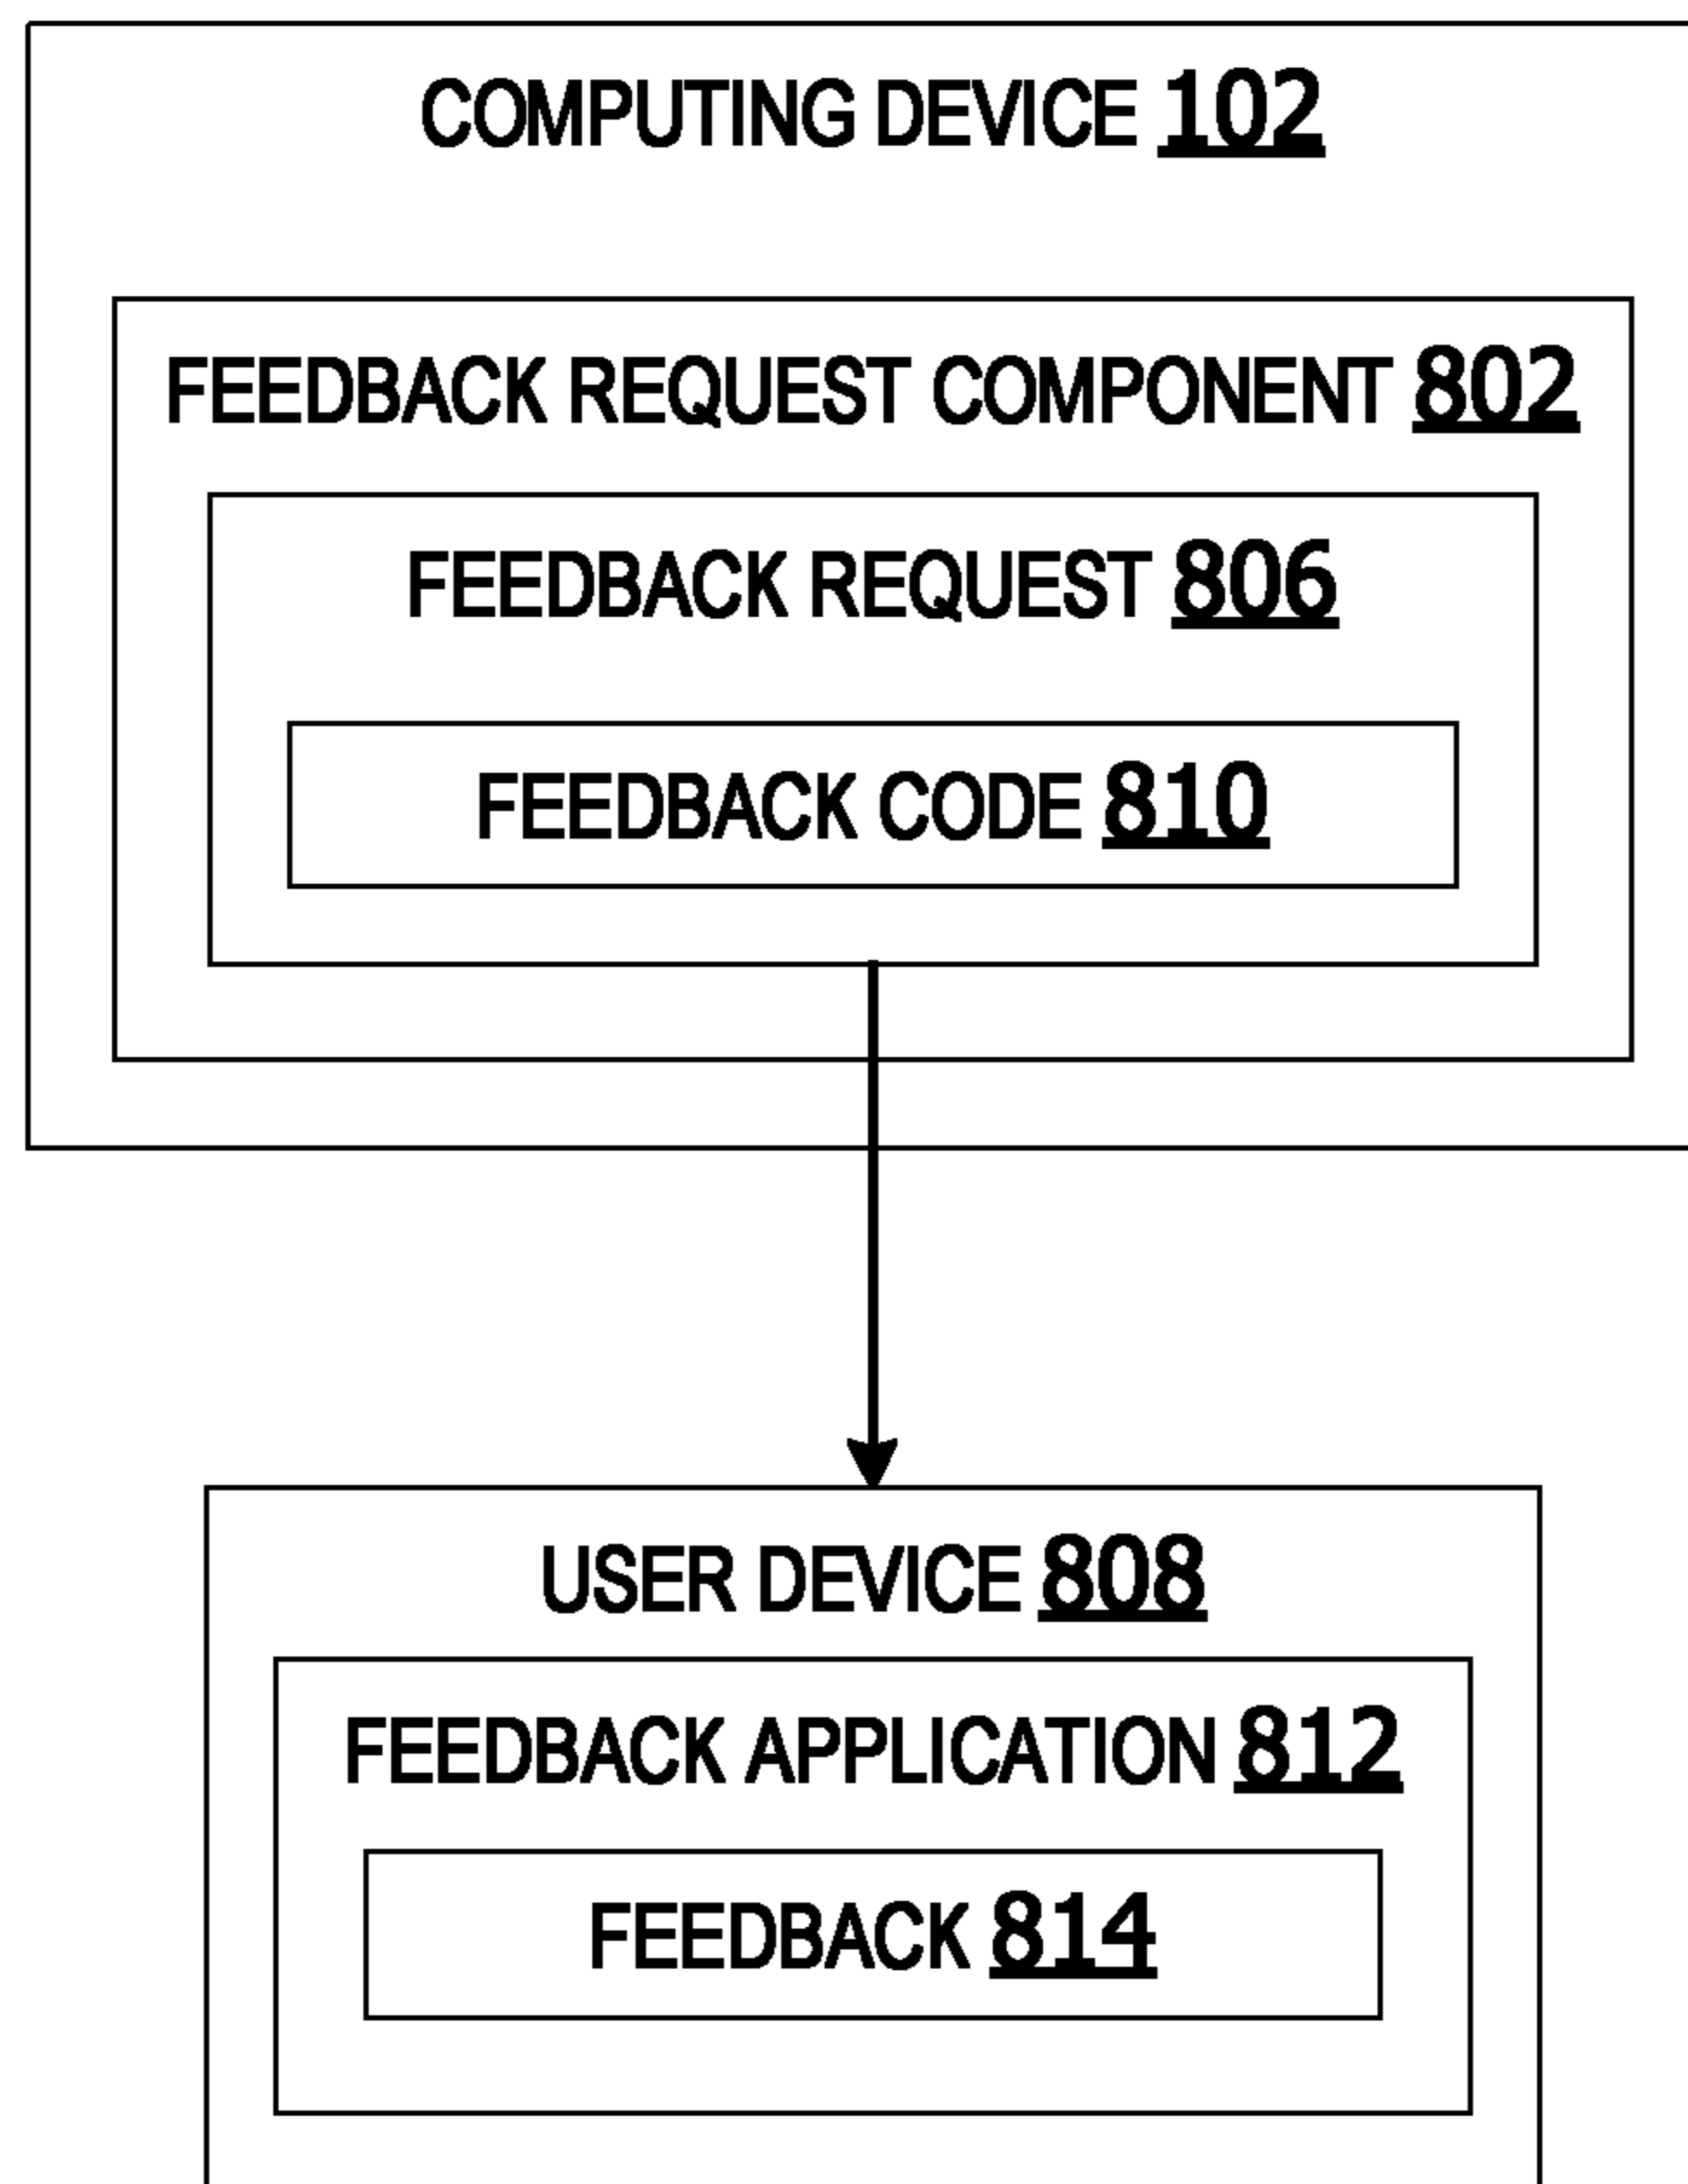 COMPUTING DEVICE 102
FEEDBACK REQUEST COMPONENT 802
FEEDBACK REQUEST 806
FEEDBACK CODE 810
USER DEVICE 808
FEEDBACK APPLICATION 812
FEEDBACK 814